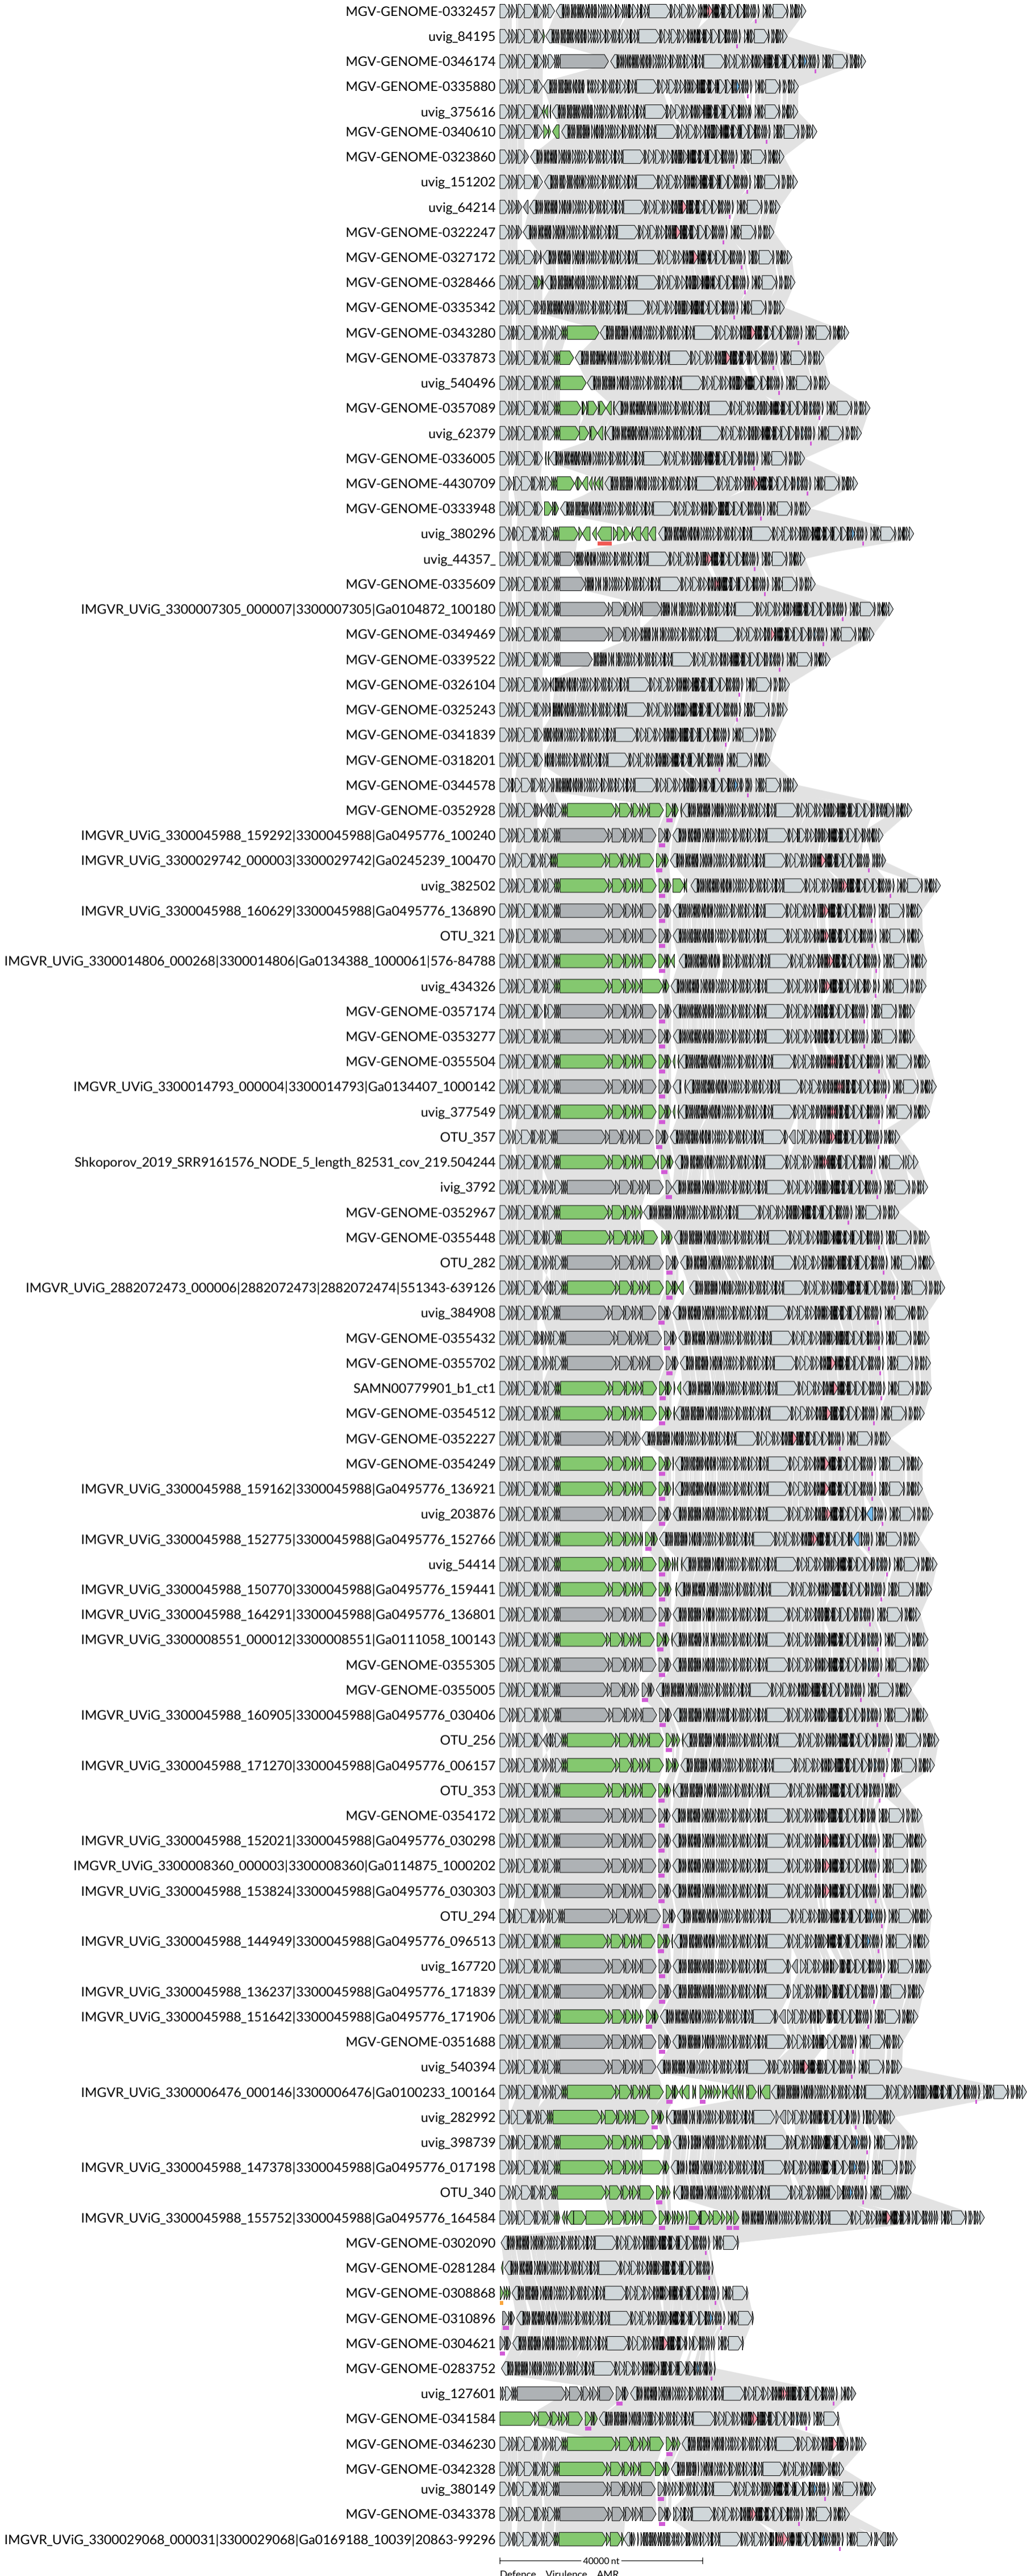 MGV-GENOME-0332457
uvig_84195
MGV-GENOME-0346174
MGV-GENOME-0335880
uvig_375616
MGV-GENOME-0340610
MGV-GENOME-0323860
uvig_151202
uvig_64214
MGV-GENOME-0322247
MGV-GENOME-0327172
MGV-GENOME-0328466
MGV-GENOME-0335342
MGV-GENOME-0343280
MGV-GENOME-0337873
uvig_540496
MGV-GENOME-0357089
uvig_62379
MGV-GENOME-0336005
MGV-GENOME-4430709
MGV-GENOME-0333948
uvig_380296
uvig_44357_
MGV-GENOME-0335609
IMGVR_UViG_3300007305_000007|3300007305|Ga0104872_100180
MGV-GENOME-0349469
MGV-GENOME-0339522
MGV-GENOME-0326104
MGV-GENOME-0325243
MGV-GENOME-0341839
MGV-GENOME-0318201
MGV-GENOME-0344578
MGV-GENOME-0352928
IMGVR_UViG_3300045988_159292|3300045988|Ga0495776_100240
IMGVR_UViG_3300029742_000003|3300029742|Ga0245239_100470
uvig_382502
IMGVR_UViG_3300045988_160629|3300045988|Ga0495776_136890
OTU_321
IMGVR_UViG_3300014806_000268|3300014806|Ga0134388_1000061|576-84788
uvig_434326
MGV-GENOME-0357174
MGV-GENOME-0353277
MGV-GENOME-0355504
IMGVR_UViG_3300014793_000004|3300014793|Ga0134407_1000142
uvig_377549
OTU_357
Shkoporov_2019_SRR9161576_NODE_5_length_82531_cov_219.504244
ivig_3792
MGV-GENOME-0352967
MGV-GENOME-0355448
OTU_282
IMGVR_UViG_2882072473_000006|2882072473|2882072474|551343-639126
uvig_384908
MGV-GENOME-0355432
MGV-GENOME-0355702
SAMN00779901_b1_ct1
MGV-GENOME-0354512
MGV-GENOME-0352227
MGV-GENOME-0354249
IMGVR_UViG_3300045988_159162|3300045988|Ga0495776_136921
uvig_203876
IMGVR_UViG_3300045988_152775|3300045988|Ga0495776_152766
uvig_54414
IMGVR_UViG_3300045988_150770|3300045988|Ga0495776_159441
IMGVR_UViG_3300045988_164291|3300045988|Ga0495776_136801
IMGVR_UViG_3300008551_000012|3300008551|Ga0111058_100143
MGV-GENOME-0355305
MGV-GENOME-0355005
IMGVR_UViG_3300045988_160905|3300045988|Ga0495776_030406
OTU_256
IMGVR_UViG_3300045988_171270|3300045988|Ga0495776_006157
OTU_353
MGV-GENOME-0354172
IMGVR_UViG_3300045988_152021|3300045988|Ga0495776_030298
IMGVR_UViG_3300008360_000003|3300008360|Ga0114875_1000202
IMGVR_UViG_3300045988_153824|3300045988|Ga0495776_030303
OTU_294
IMGVR_UViG_3300045988_144949|3300045988|Ga0495776_096513
uvig_167720
IMGVR_UViG_3300045988_136237|3300045988|Ga0495776_171839
IMGVR_UViG_3300045988_151642|3300045988|Ga0495776_171906
MGV-GENOME-0351688
uvig_540394
IMGVR_UViG_3300006476_000146|3300006476|Ga0100233_100164
uvig_282992
uvig_398739
IMGVR_UViG_3300045988_147378|3300045988|Ga0495776_017198
OTU_340
IMGVR_UViG_3300045988_155752|3300045988|Ga0495776_164584
MGV-GENOME-0302090
MGV-GENOME-0281284
MGV-GENOME-0308868
MGV-GENOME-0310896
MGV-GENOME-0304621
MGV-GENOME-0283752
uvig_127601
MGV-GENOME-0341584
MGV-GENOME-0346230
MGV-GENOME-0342328
uvig_380149
MGV-GENOME-0343378
IMGVR_UViG_3300029068_000031|3300029068|Ga0169188_10039|20863-99296
40000 nt
Defence Virulence AMR